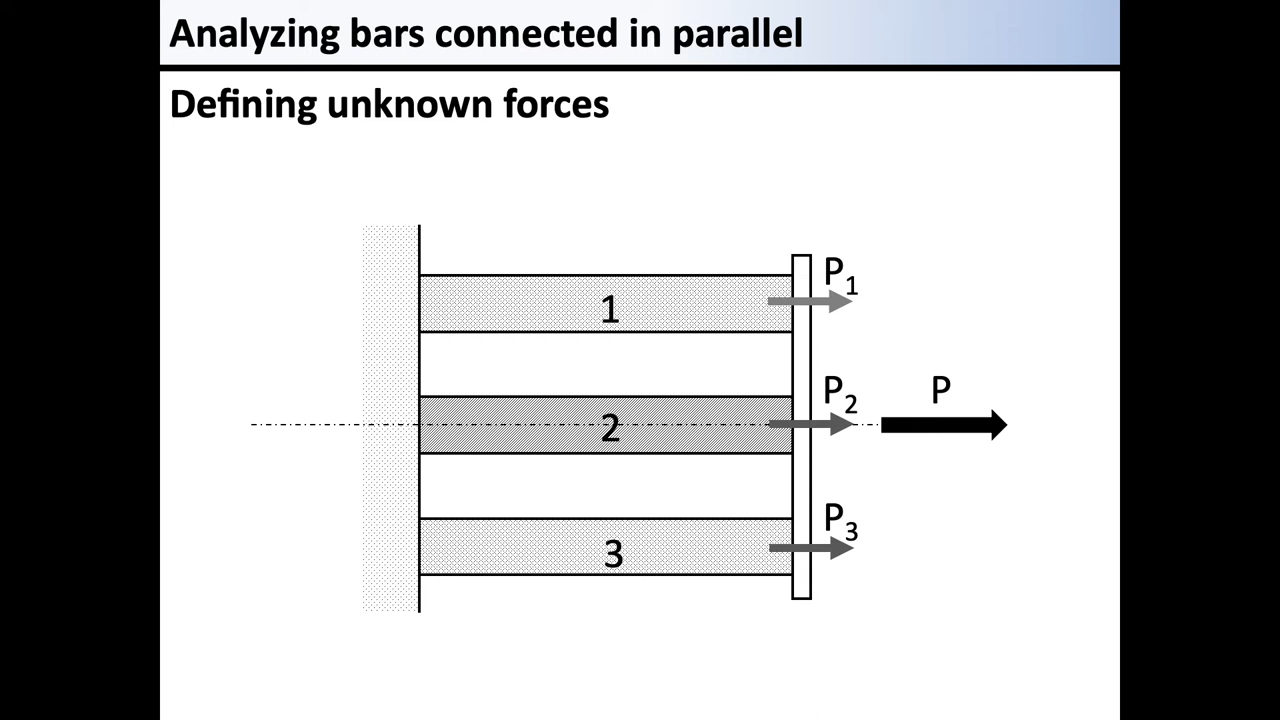 Analyzing bars connected in parallel
Defining unknown forces
P₁
1
P₂
P
2
P₃
3